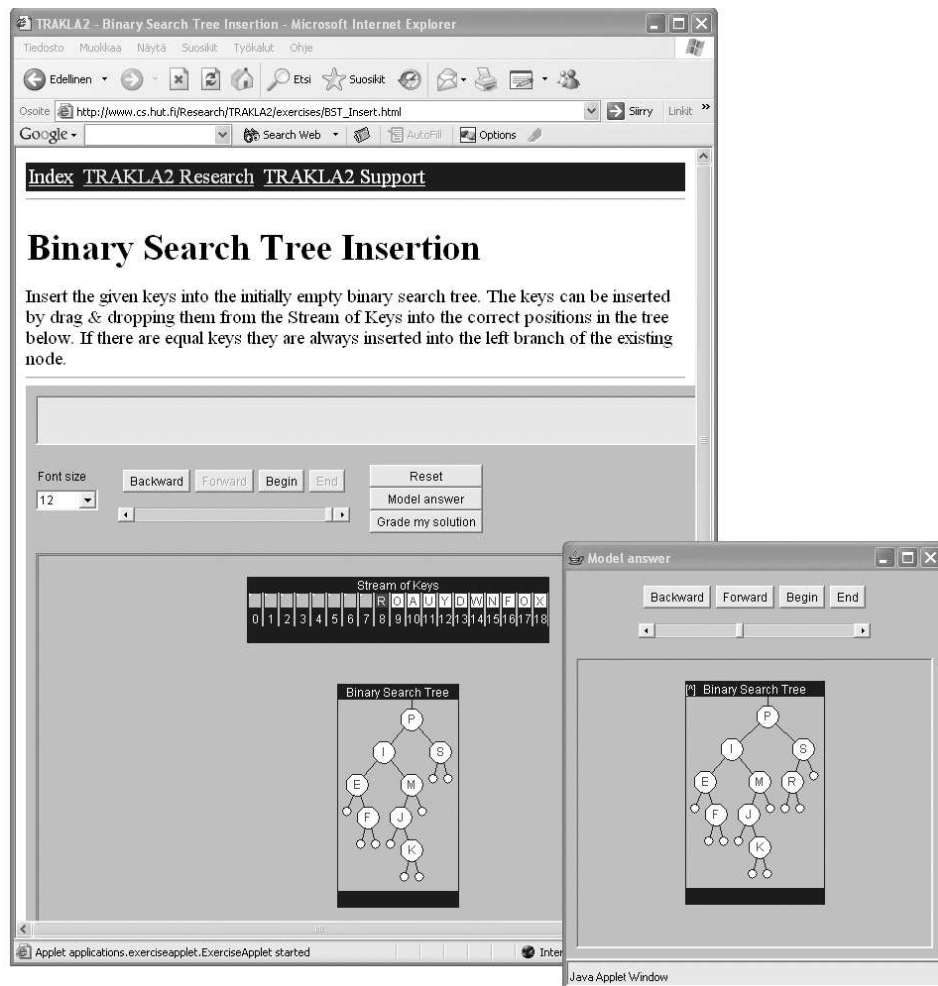 TRAKLA2 - Binary Search Tree Insertion - Microsoft Internet Explorer
Tiedosto Muokkaa Näytä Suosikit Työkalut Ohje
Edellinen Etsi Suosikit
Osoite http://www.cs.hut.fi/Research/TRAKLA2/exercises/BST_Insert.html Siirry Linkit »
Google Search Web AutoFill Options
Index TRAKLA2 Research TRAKLA2 Support
Binary Search Tree Insertion
Insert the given keys into the initially empty binary search tree. The keys can be inserted
by drag & dropping them from the Stream of Keys into the correct positions in the tree
below. If there are equal keys they are always inserted into the left branch of the existing
node.
Font size
12
Backward Forward Begin End
Reset
Model answer
Grade my solution
Stream of Keys
R O A U Y D W N F O X
0 1 2 3 4 5 6 7 8 9 10 11 12 13 14 15 16 17 18
Binary Search Tree
P
I S
E M
F J
K
Applet applications.exerciseapplet.ExerciseApplet started
Inter
Model answer
Backward Forward Begin End
[^] Binary Search Tree
P
I S
E M R
F J
K
Java Applet Window